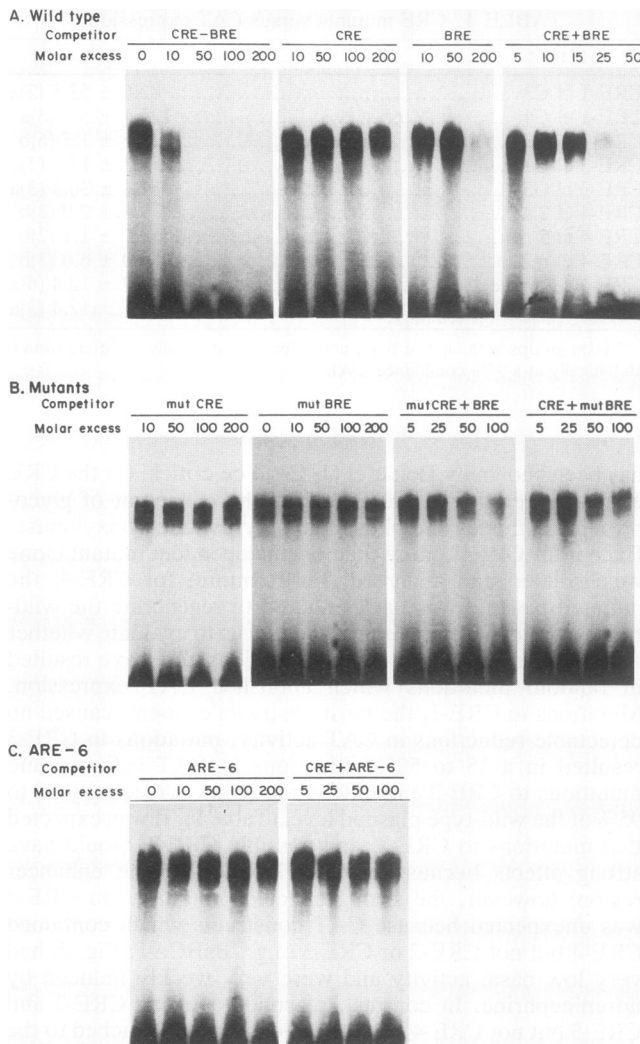 A. Wild type
Competitor CRE-BRE CRE BRE CRE+BRE
Molar excess 0 10 50 100 200 10 50 100 200 10 50 200 5 10 15 25 50
B. Mutants
Competitor mut CRE mut BRE mutCRE+BRE CRE+mutBRE
Molar excess 10 50 100 200 0 10 50 100 200 5 25 50 100 5 25 50 100
C. ARE-6
Competitor ARE-6 CRE+ARE-6
Molar excess 0 10 50 100 200 5 25 50 100